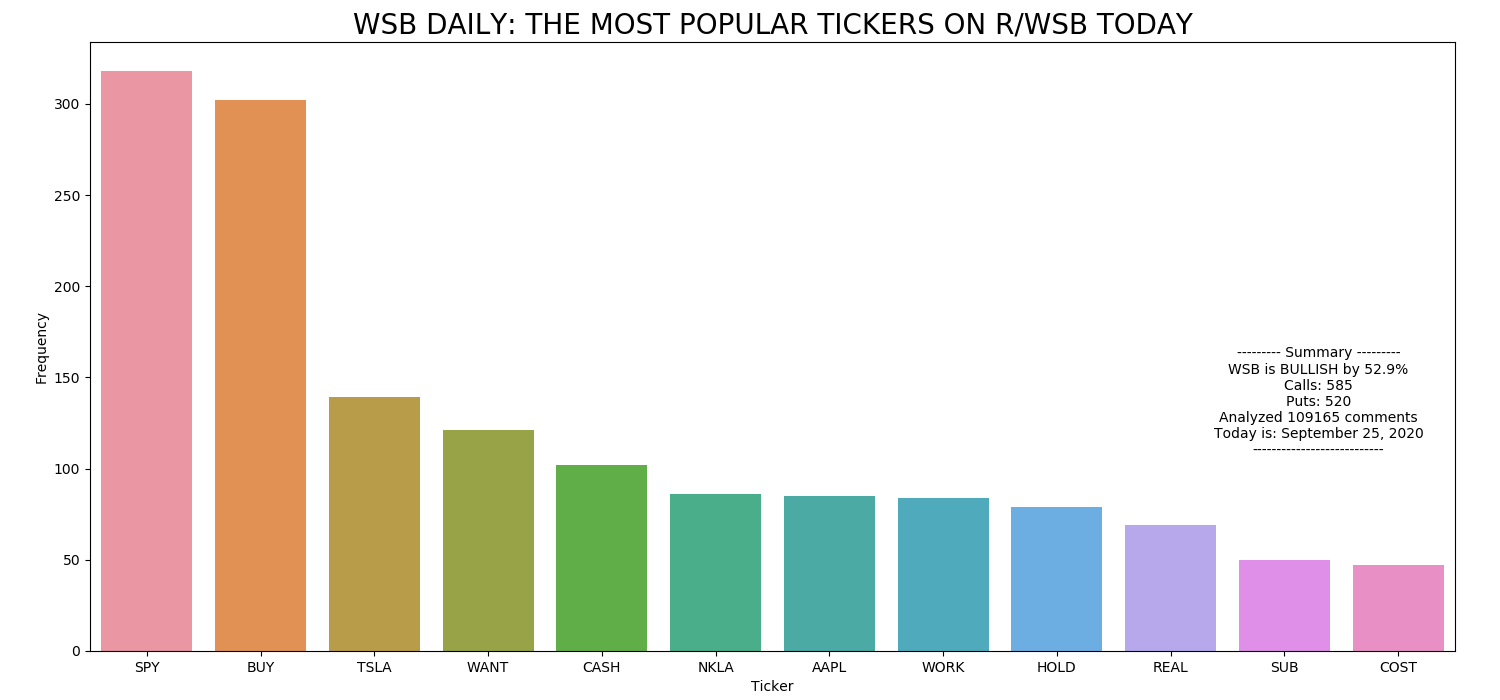 WSB DAILY: THE MOST POPULAR TICKERS ON R/WSB TODAY
300
250
200
150
100
50
0
Frequency
--------- Summary ---------
WSB is BULLISH by 52.9%
Calls: 585
Puts: 520
Analyzed 109165 comments
Today is: September 25, 2020
---------------------------
SPY BUY TSLA WANT CASH NKLA AAPL WORK HOLD REAL SUB COST
Ticker